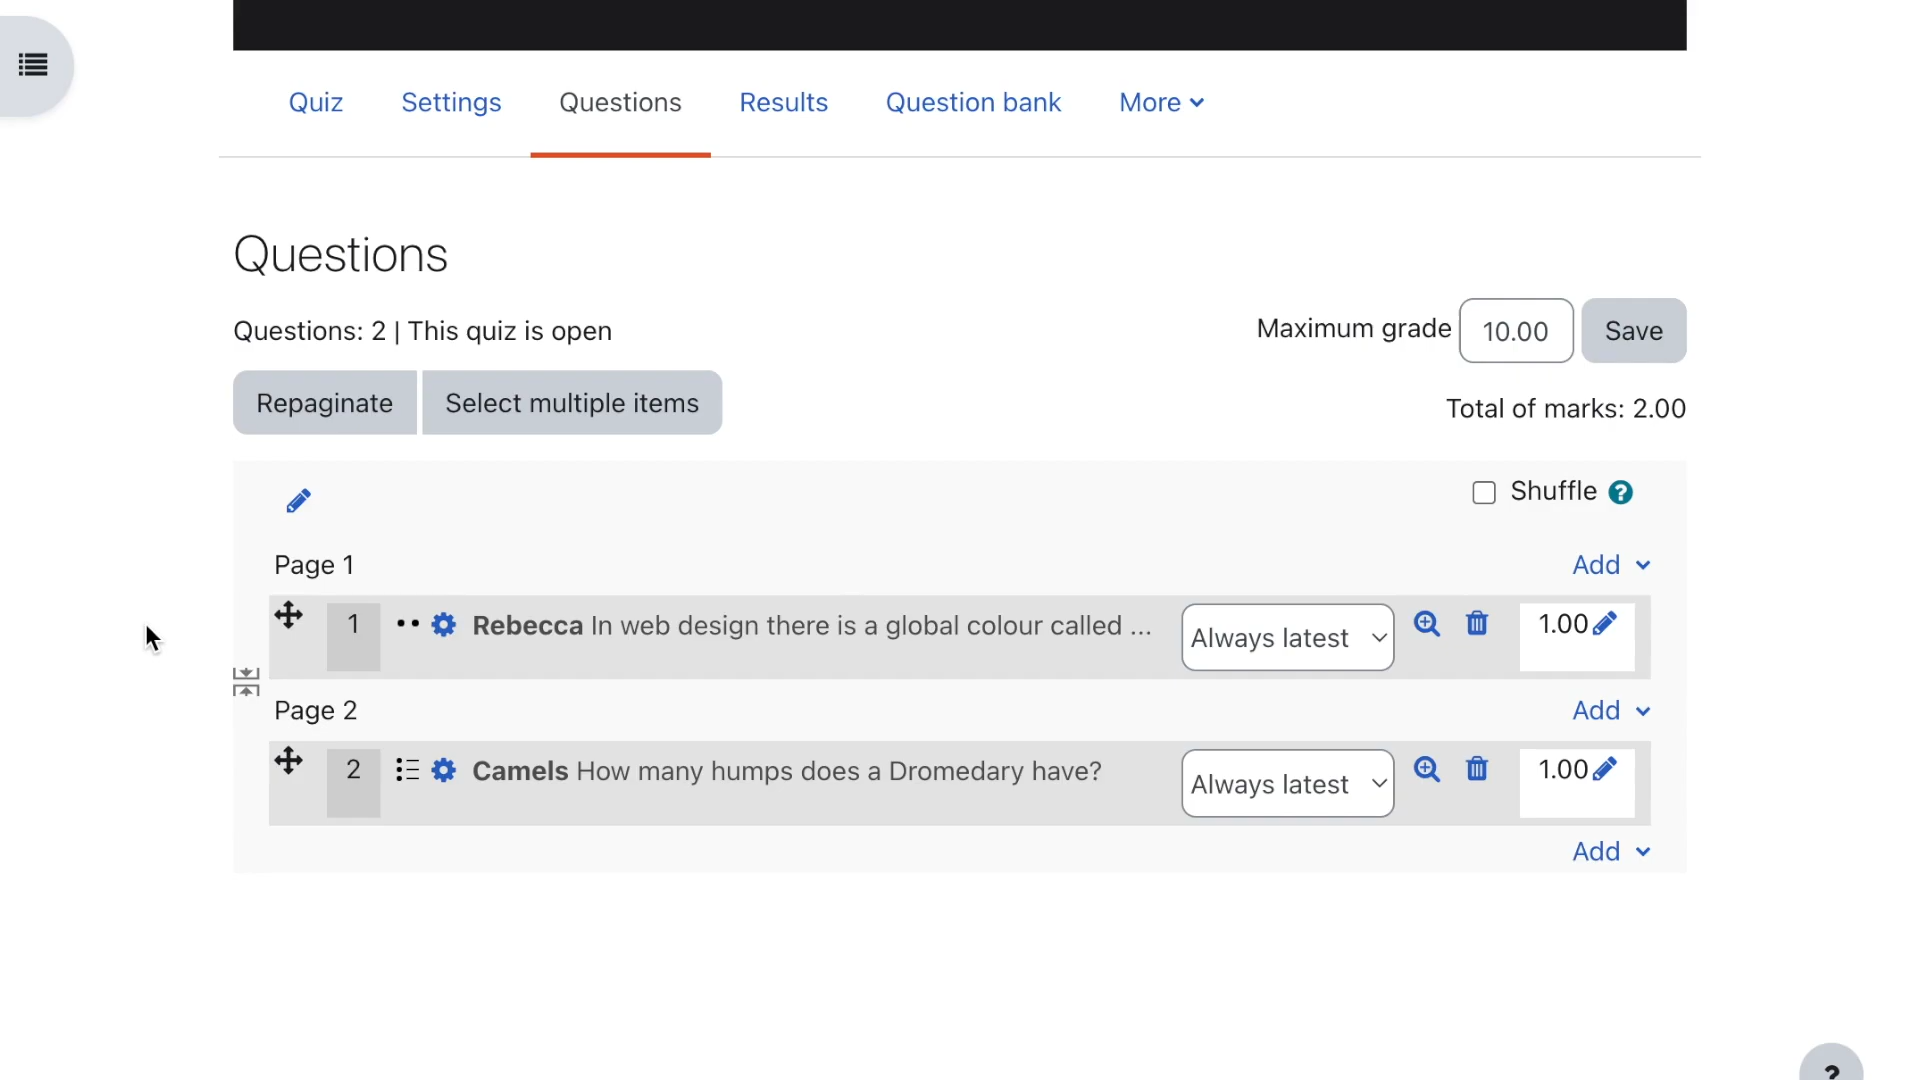 Quiz Settings Questions Results Question bank More
Questions
Questions: 2 | This quiz is open
Maximum grade 10.00 Save
Repaginate Select multiple items
Total of marks: 2.00
Shuffle ?
Page 1 Add
1 Rebecca In web design there is a global colour called ... Always latest 1.00
Page 2 Add
2 Camels How many humps does a Dromedary have? Always latest 1.00
Add
?